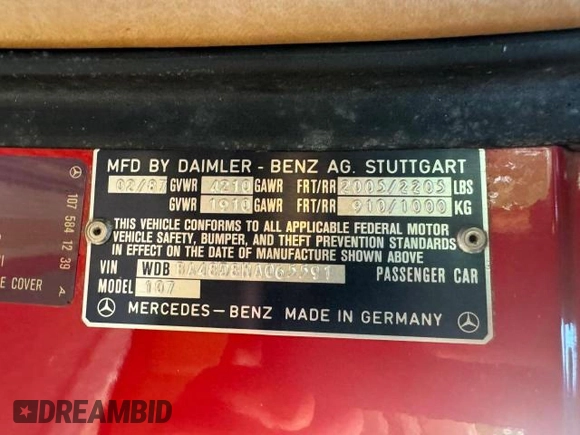 MFD BY DAIMLER - BENZ AG. STUTTGART
02/87 GVWR 4210 GAWR FRT/RR 2005/2205 LBS
GVWR 1910 GAWR FRT/RR 910/1000 KG
THIS VEHICLE CONFORMS TO ALL APPLICABLE FEDERAL MOTOR
VEHICLE SAFETY, BUMPER, AND THEFT PREVENTION STANDARDS
IN EFFECT ON THE DATE OF MANUFACTURE SHOWN ABOVE
VIN WDB BA48D8HA065591 PASSENGER CAR
MODEL 107
MERCEDES-BENZ MADE IN GERMANY
107 584 12 39 A
E COVER
DREAMBID